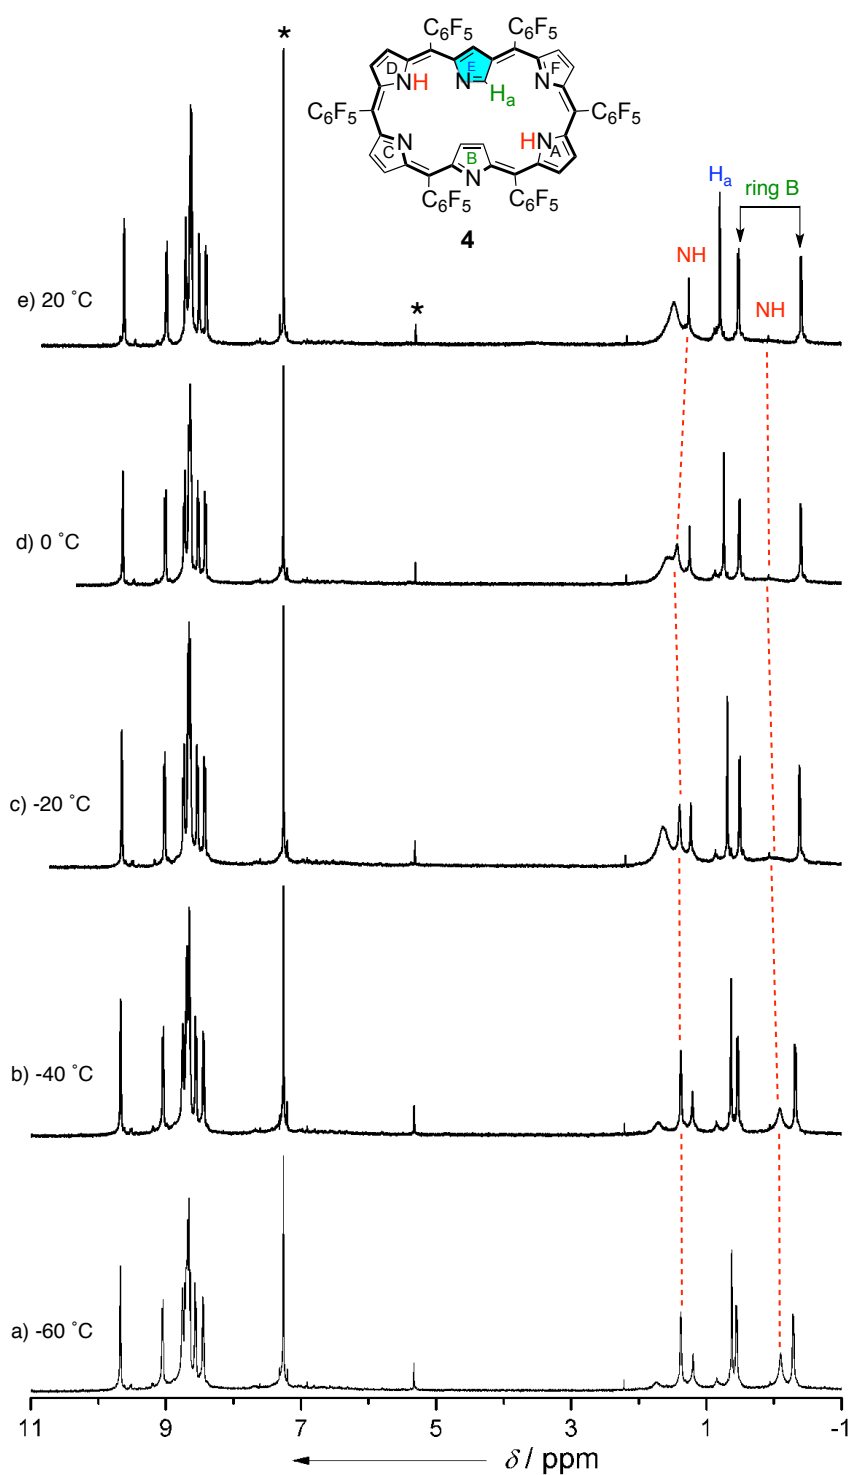 *
C6F5 C6F5
D E F
NH N N
Ha
C6F5 C6F5
N HN
C B A
N
C6F5 C6F5
4
Ha
ring B
NH
NH
*
e) 20 ˚C
d) 0 ˚C
c) -20 ˚C
b) -40 ˚C
a) -60 ˚C
11 9 7 5 3 1 -1
δ / ppm